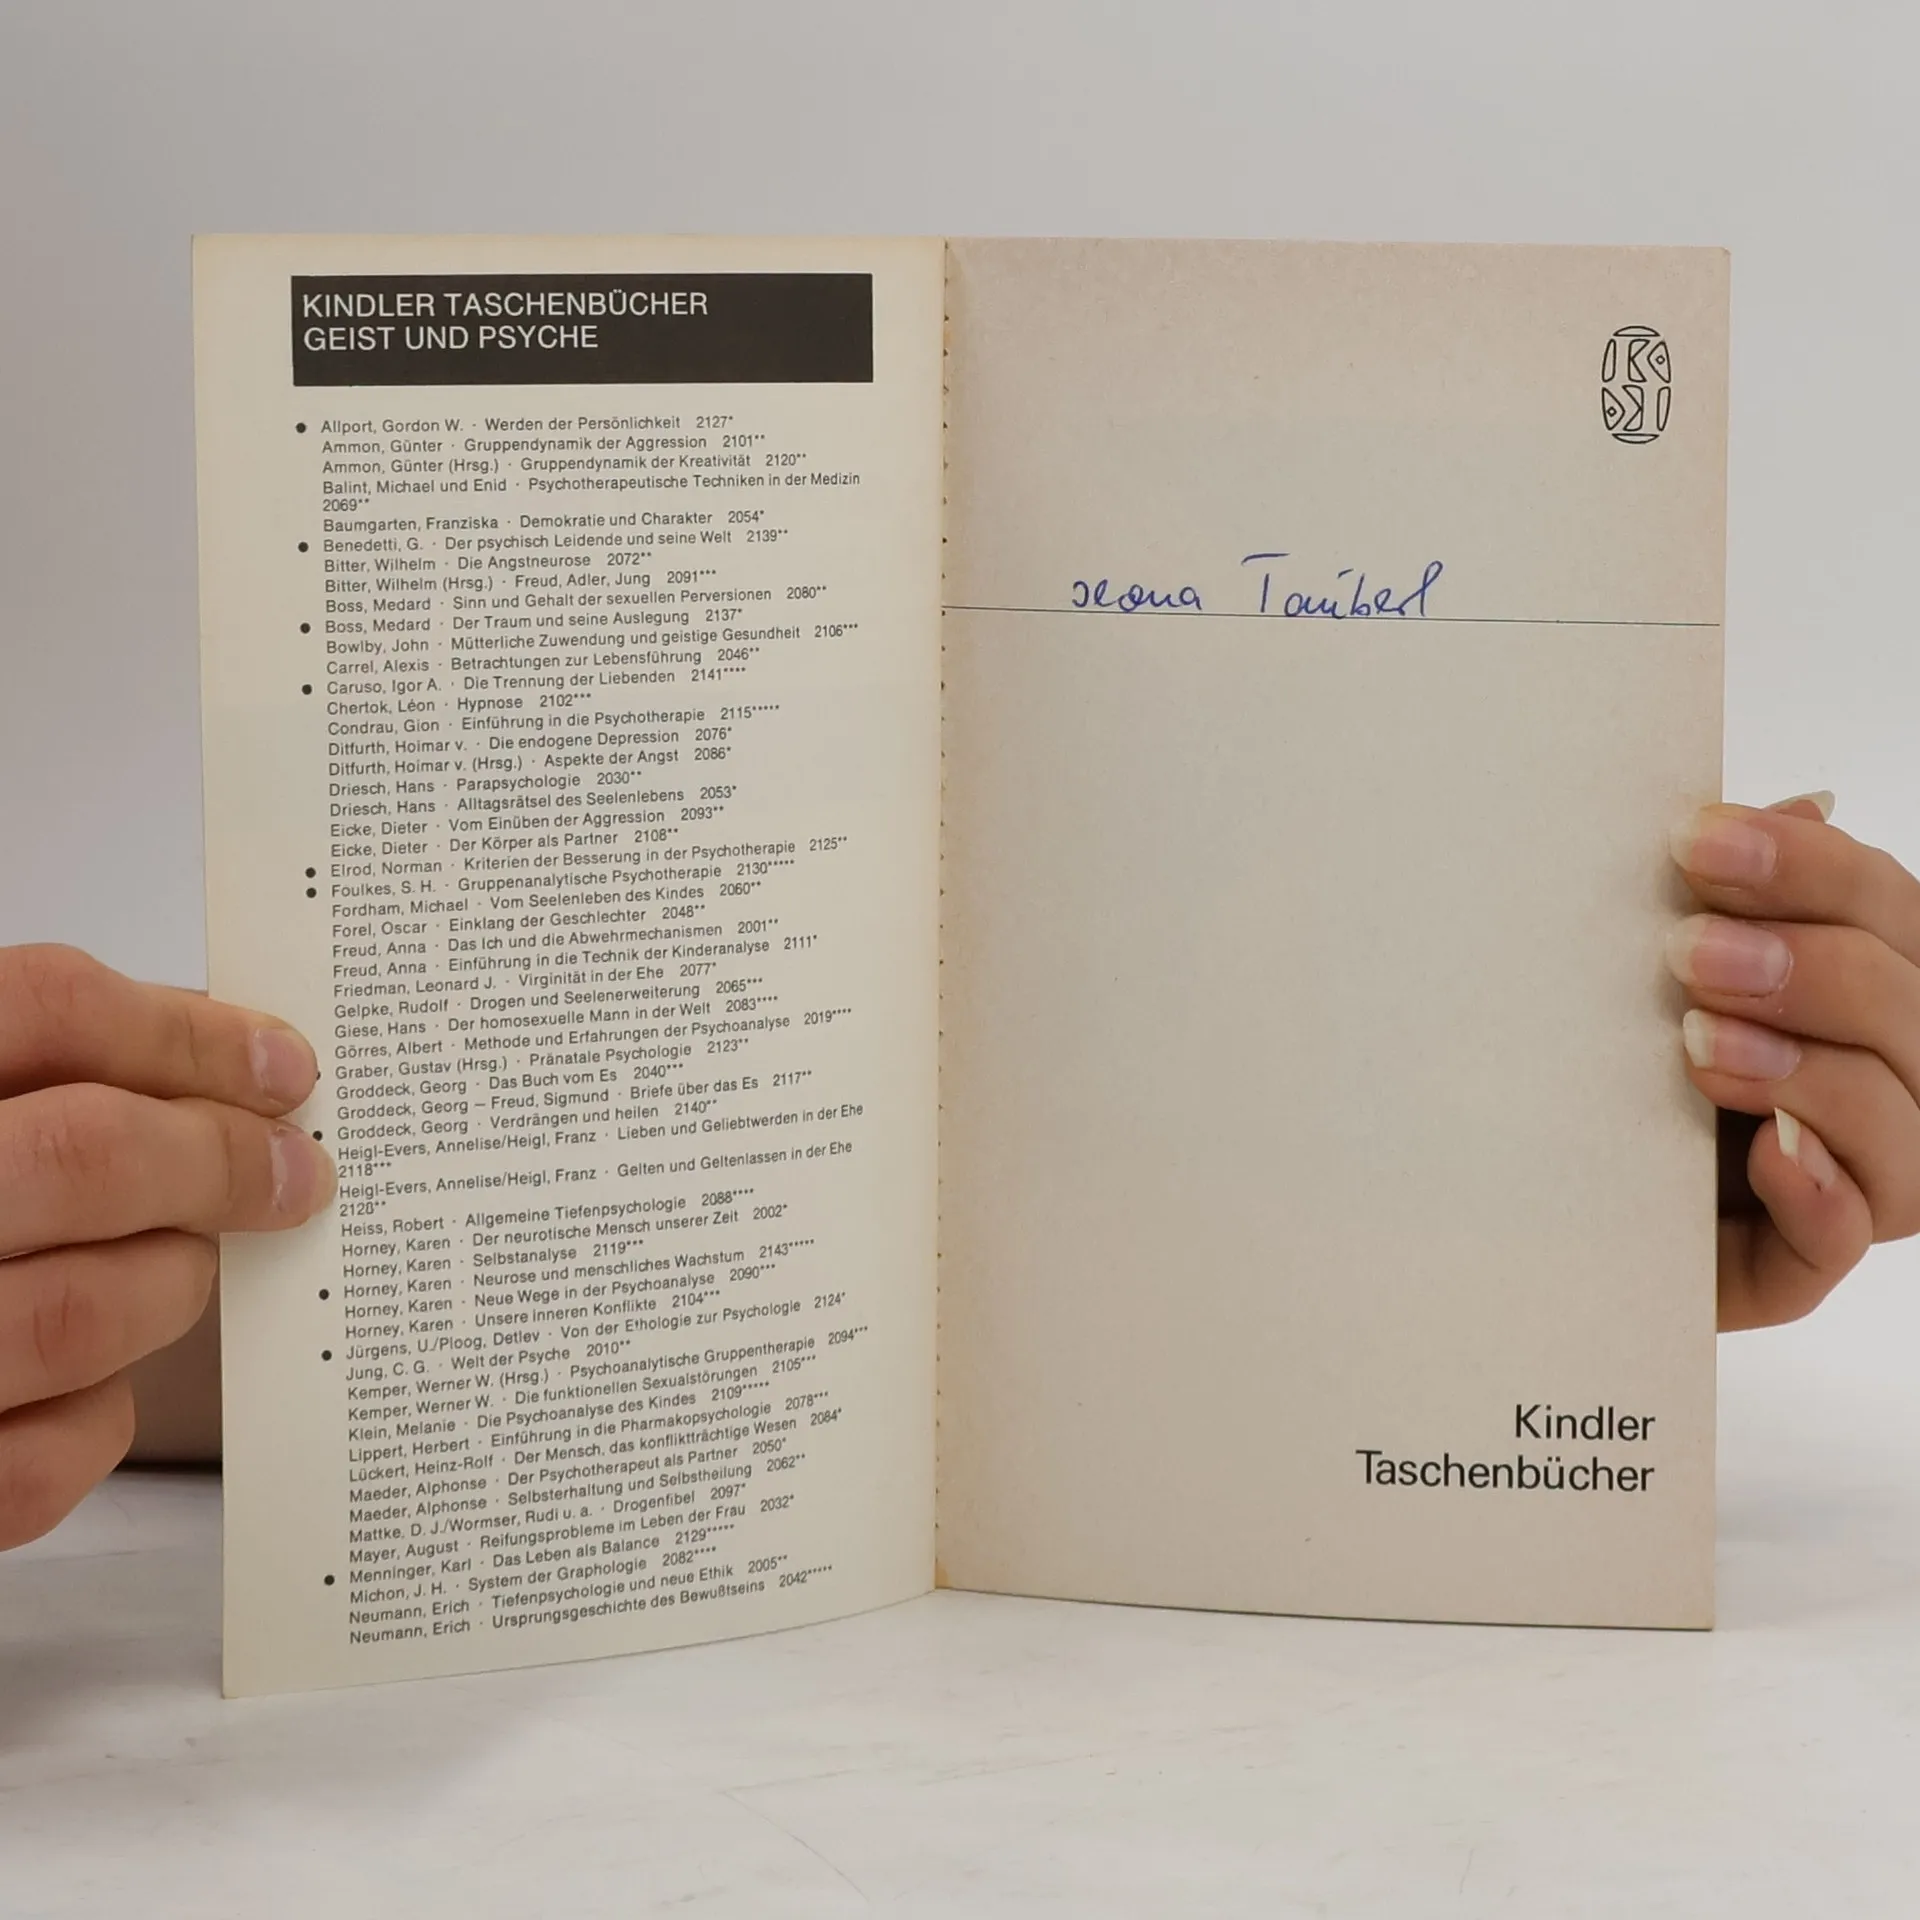 KINDLER TASCHENBÜCHER
GEIST UND PSYCHE
● Allport, Gordon W. · Werden der Persönlichkeit 2127*
Ammon, Günter · Gruppendynamik der Aggression 2101**
Ammon, Günter (Hrsg.) · Gruppendynamik der Kreativität 2120**
Balint, Michael und Enid · Psychotherapeutische Techniken in der Medizin
2069**
Baumgarten, Franziska · Demokratie und Charakter 2054*
● Benedetti, G. · Der psychisch Leidende und seine Welt 2139**
Bitter, Wilhelm · Die Angstneurose 2072**
Bitter, Wilhelm (Hrsg.) · Freud, Adler, Jung 2091***
Boss, Medard · Sinn und Gehalt der sexuellen Perversionen 2080**
● Boss, Medard · Der Traum und seine Auslegung 2137*
Bowlby, John · Mütterliche Zuwendung und geistige Gesundheit 2106***
Carrel, Alexis · Betrachtungen zur Lebensführung 2046**
● Caruso, Igor A. · Die Trennung der Liebenden 2141****
Chertok, Léon · Hypnose 2102***
Condrau, Gion · Einführung in die Psychotherapie 2115*****
Ditfurth, Hoimar v. · Die endogene Depression 2076*
Ditfurth, Hoimar v. (Hrsg.) · Aspekte der Angst 2086*
Driesch, Hans · Parapsychologie 2030**
Driesch, Hans · Alltagsrätsel des Seelenlebens 2053*
Eicke, Dieter · Vom Einüben der Aggression 2093**
Eicke, Dieter · Der Körper als Partner 2108**
● Elrod, Norman · Kriterien der Besserung in der Psychotherapie 2125**
● Foulkes, S. H. · Gruppenanalytische Psychotherapie 2130*****
Fordham, Michael · Vom Seelenleben des Kindes 2060**
Forel, Oscar · Einklang der Geschlechter 2048**
Freud, Anna · Das Ich und die Abwehrmechanismen 2001**
Freud, Anna · Einführung in die Technik der Kinderanalyse 2111*
Friedman, Leonard J. · Virginität in der Ehe 2077*
Gelpke, Rudolf · Drogen und Seelenerweiterung 2065***
Giese, Hans · Der homosexuelle Mann in der Welt 2083****
Görres, Albert · Methode und Erfahrungen der Psychoanalyse 2019****
● Graber, Gustav (Hrsg.) · Pränatale Psychologie 2123**
Groddeck, Georg · Das Buch vom Es 2040***
Groddeck, Georg – Freud, Sigmund · Briefe über das Es 2117**
● Groddeck, Georg · Verdrängen und heilen 2140**
Heigl-Evers, Annelise/Heigl, Franz · Lieben und Geliebtwerden in der Ehe
2118***
Heigl-Evers, Annelise/Heigl, Franz · Gelten und Geltenlassen in der Ehe
2128**
Heiss, Robert · Allgemeine Tiefenpsychologie 2088****
Horney, Karen · Der neurotische Mensch unserer Zeit 2002*
Horney, Karen · Selbstanalyse 2119***
● Horney, Karen · Neurose und menschliches Wachstum 2143*****
Horney, Karen · Neue Wege in der Psychoanalyse 2090***
Horney, Karen · Unsere inneren Konflikte 2104***
● Jürgens, U./Ploog, Detlev · Von der Ethologie zur Psychologie 2124*
Jung, C. G. · Welt der Psyche 2010**
Kemper, Werner W. (Hrsg.) · Psychoanalytische Gruppentherapie 2094***
Kemper, Werner W. · Die funktionellen Sexualstörungen 2105***
Klein, Melanie · Die Psychoanalyse des Kindes 2109*****
Lippert, Herbert · Einführung in die Pharmakopsychologie 2078***
Lückert, Heinz-Rolf · Der Mensch, das konfliktträchtige Wesen 2084*
Maeder, Alphonse · Der Psychotherapeut als Partner 2050*
Maeder, Alphonse · Selbsterhaltung und Selbstheilung 2062**
Mattke, D. J./Wormser, Rudi u. a. · Drogenfibel 2097*
Mayer, August · Reifungsprobleme im Leben der Frau 2032*
● Menninger, Karl · Das Leben als Balance 2129*****
Michon, J. H. · System der Graphologie 2082****
Neumann, Erich · Tiefenpsychologie und neue Ethik 2005**
Neumann, Erich · Ursprungsgeschichte des Bewußtseins 2042*****
Kindler
Taschenbücher